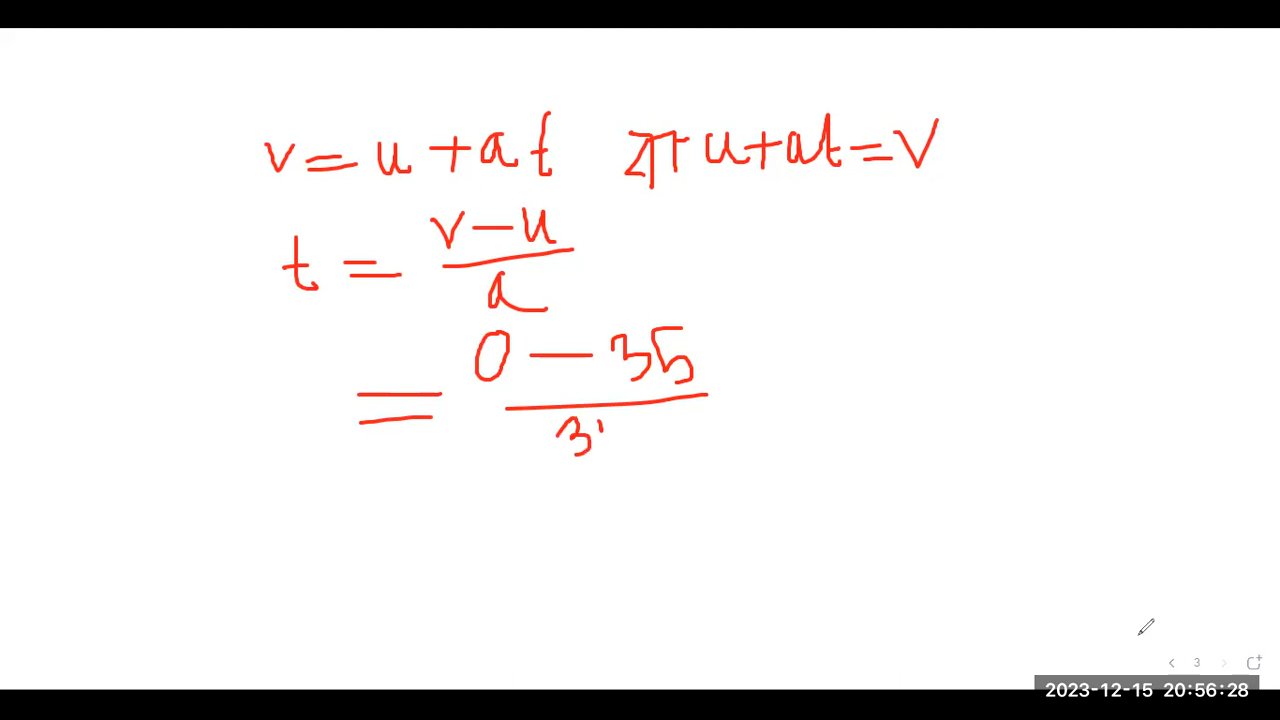 v = u + at বা u + at = v
t = (v - u) / a
= (0 - 35) / 3'
3
2023-12-15 20:56:28